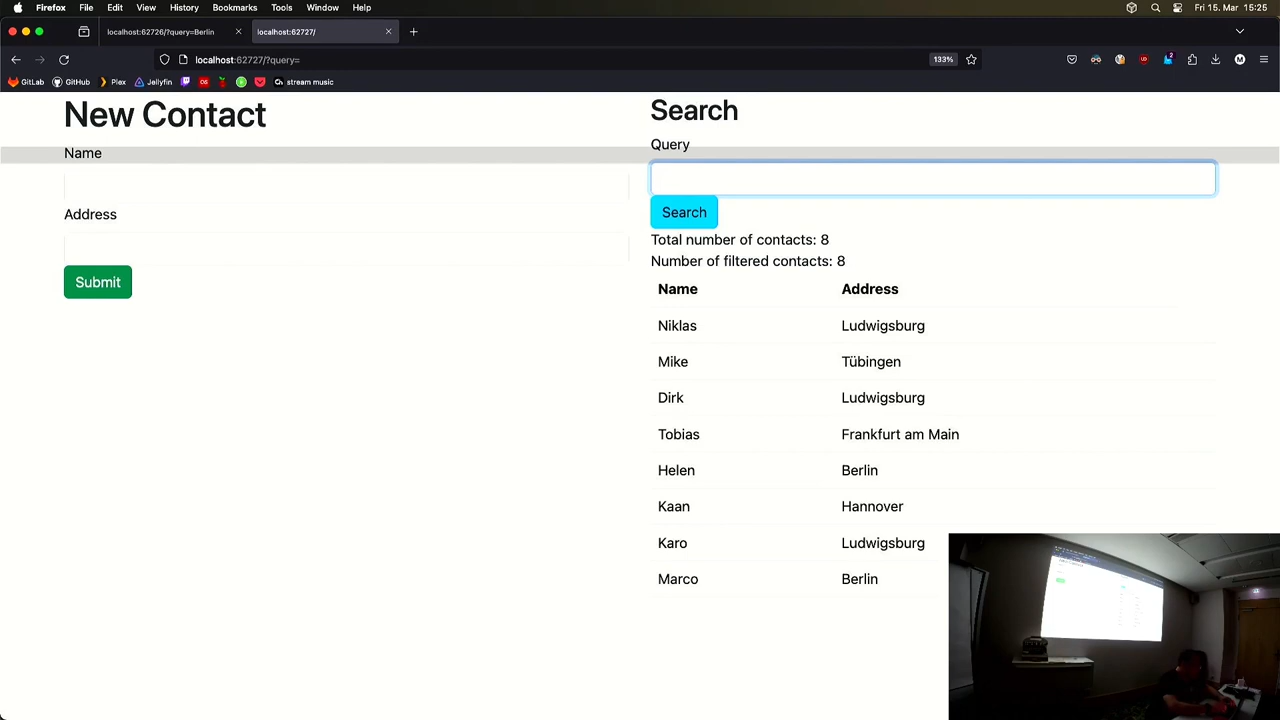 Firefox File Edit View History Bookmarks Tools Window Help Fri 15. Mar 15:25
localhost:62726/?query=Berlin localhost:62727/
localhost:62727/?query= 133%
GitLab GitHub Plex Jellyfin stream music
New Contact
Name
Address
Submit
Search
Query
Search
Total number of contacts: 8
Number of filtered contacts: 8
Name Address
Niklas Ludwigsburg
Mike Tübingen
Dirk Ludwigsburg
Tobias Frankfurt am Main
Helen Berlin
Kaan Hannover
Karo Ludwigsburg
Marco Berlin